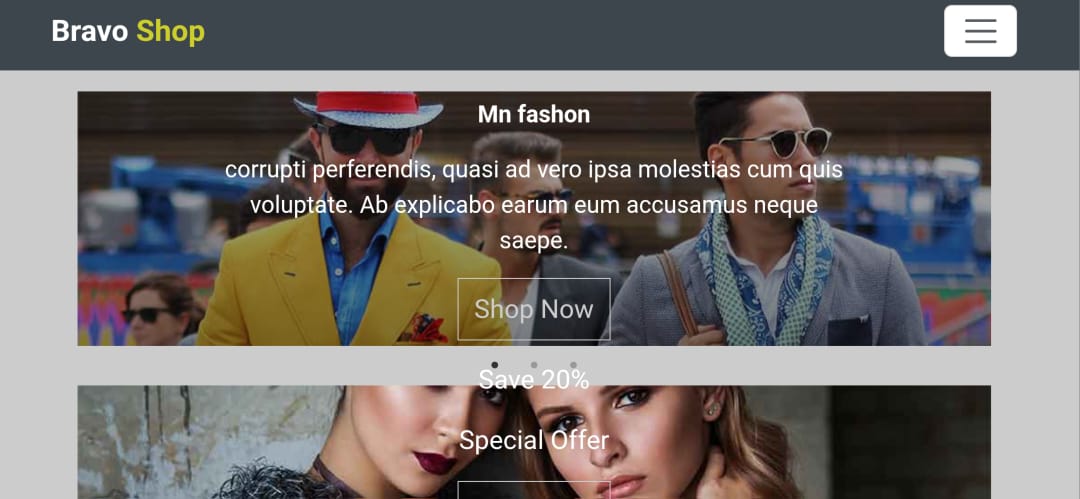 Bravo Shop
Mn fashon
corrupti perferendis, quasi ad vero ipsa molestias cum quis
voluptate. Ab explicabo earum eum accusamus neque
saepe.
Shop Now
Save 20%
Special Offer